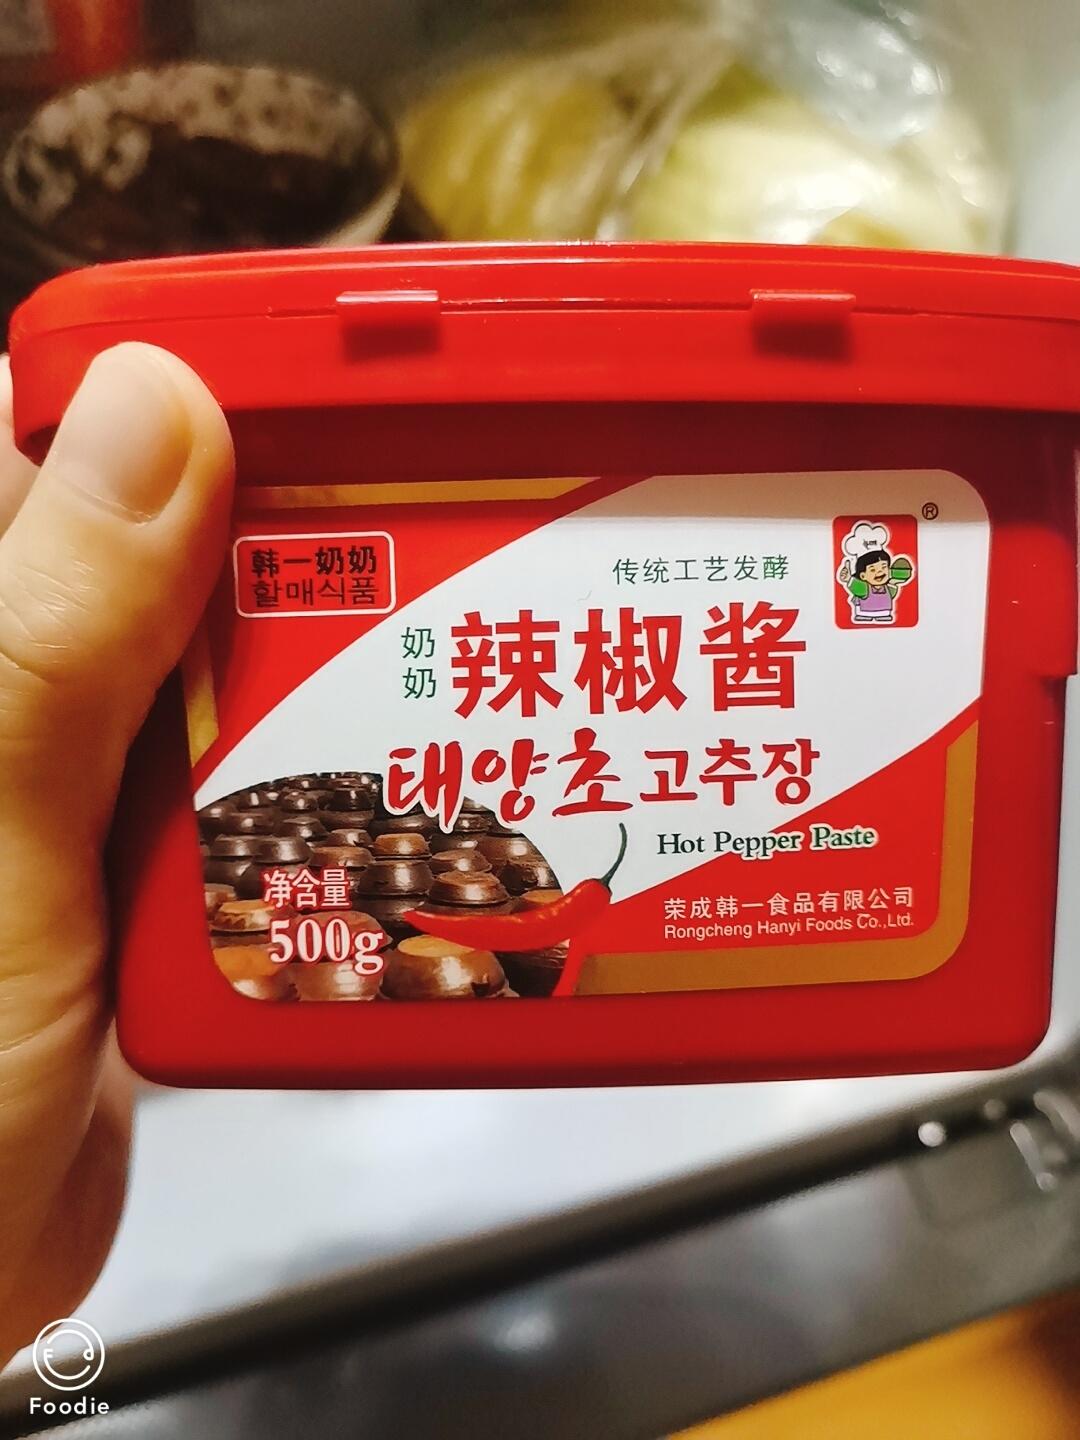 韩一奶奶
할매식품
®
传统工艺发酵
奶奶
辣椒酱
태양초고추장
Hot Pepper Paste
净含量
500g
荣成韩一食品有限公司
Rongcheng Hanyi Foods Co.,Ltd.
Foodie